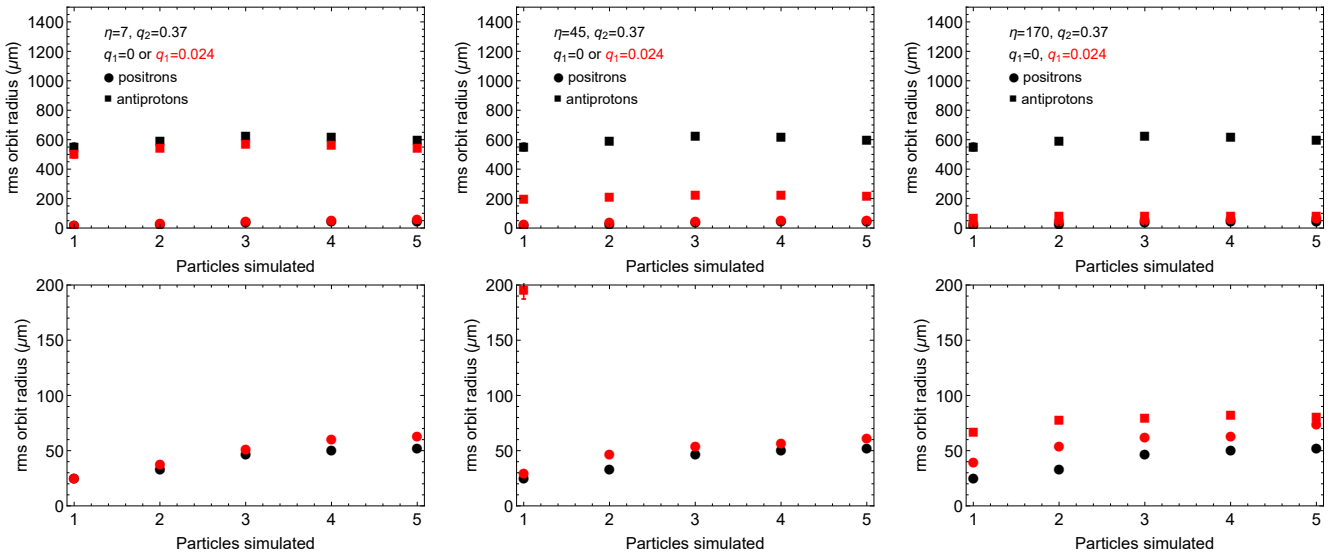 rms orbit radius (μm)
1400
1200
1000
800
600
400
200
0
η=7, q₂=0.37
q₁=0 or q₁=0.024
positrons
antiprotons
1 2 3 4 5
Particles simulated
rms orbit radius (μm)
1400
1200
1000
800
600
400
200
0
η=45, q₂=0.37
q₁=0 or q₁=0.024
positrons
antiprotons
1 2 3 4 5
Particles simulated
rms orbit radius (μm)
1400
1200
1000
800
600
400
200
0
η=170, q₂=0.37
q₁=0, q₁=0.024
positrons
antiprotons
1 2 3 4 5
Particles simulated
rms orbit radius (μm)
200
150
100
50
0
1 2 3 4 5
Particles simulated
rms orbit radius (μm)
200
150
100
50
0
1 2 3 4 5
Particles simulated
rms orbit radius (μm)
200
150
100
50
0
1 2 3 4 5
Particles simulated